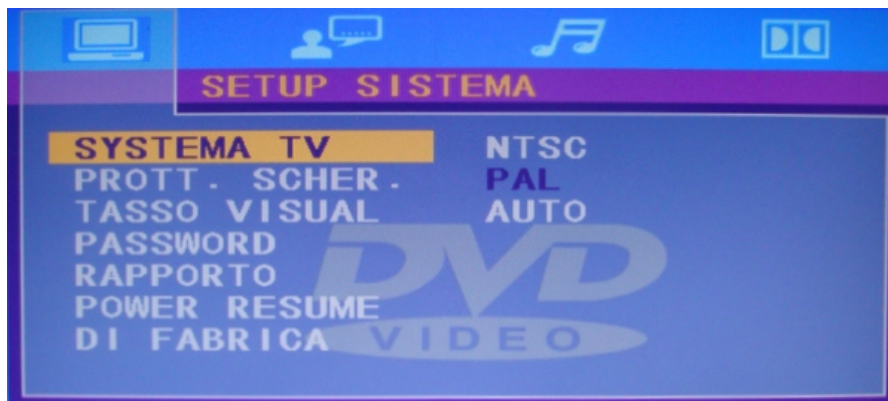 SETUP SISTEMA
SYSTEMA TV NTSC
PROTT. SCHER. PAL
TASSO VISUAL AUTO
PASSWORD
RAPPORTO
POWER RESUME
DI FABRICA
DVD
VIDEO